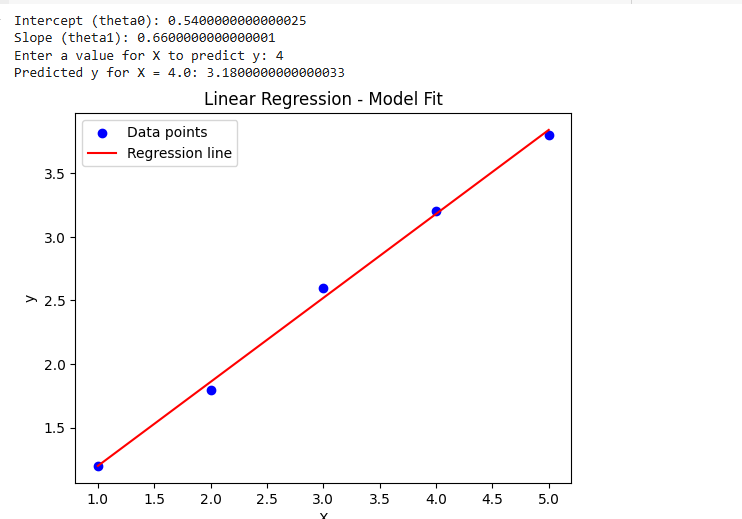 Intercept (theta0): 0.5400000000000025
Slope (theta1): 0.6600000000000001
Enter a value for X to predict y: 4
Predicted y for X = 4.0: 3.1800000000000033
Linear Regression - Model Fit
Data points
Regression line
3.5
3.0
2.5
2.0
1.5
y
1.0 1.5 2.0 2.5 3.0 3.5 4.0 4.5 5.0
X